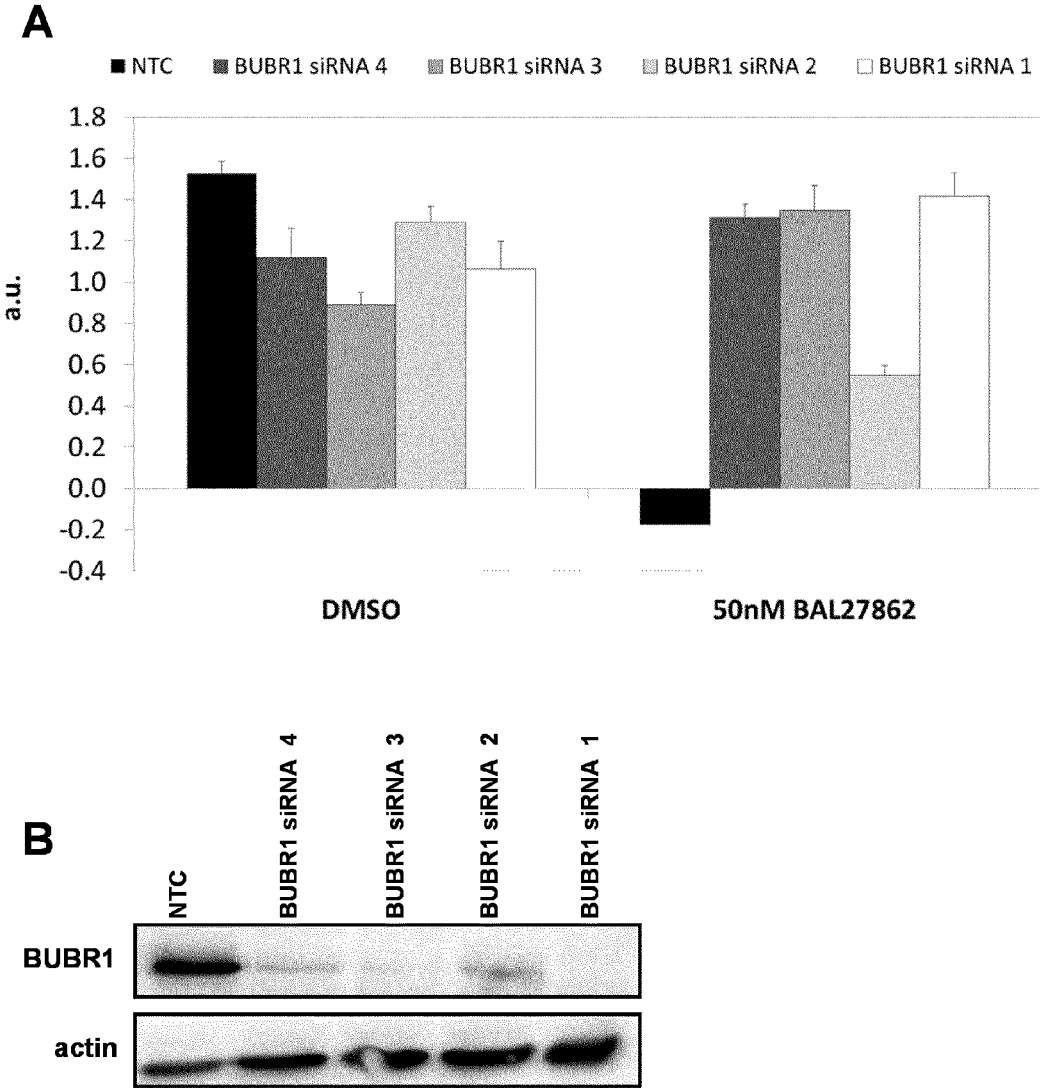 A
NTC BUBR1 siRNA 4 BUBR1 siRNA 3 BUBR1 siRNA 2 BUBR1 siRNA 1
1.8
1.6
1.4
1.2
1.0
0.8
0.6
0.4
0.2
0.0
-0.2
-0.4
a.u.
DMSO 50nM BAL27862
B
NTC
BUBR1 siRNA 4
BUBR1 siRNA 3
BUBR1 siRNA 2
BUBR1 siRNA 1
BUBR1
actin